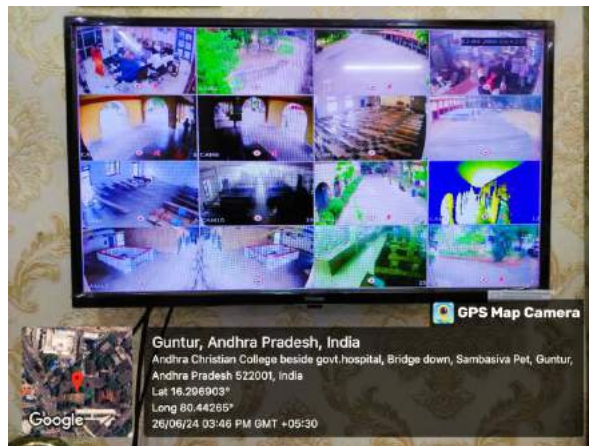 GPS Map Camera
Guntur, Andhra Pradesh, India
Andhra Christian College beside govt.hospital, Bridge down, Sambasiva Pet, Guntur,
Andhra Pradesh 522001, India
Lat 16.296903°
Long 80.44265°
26/06/24 03:46 PM GMT +05:30
Google